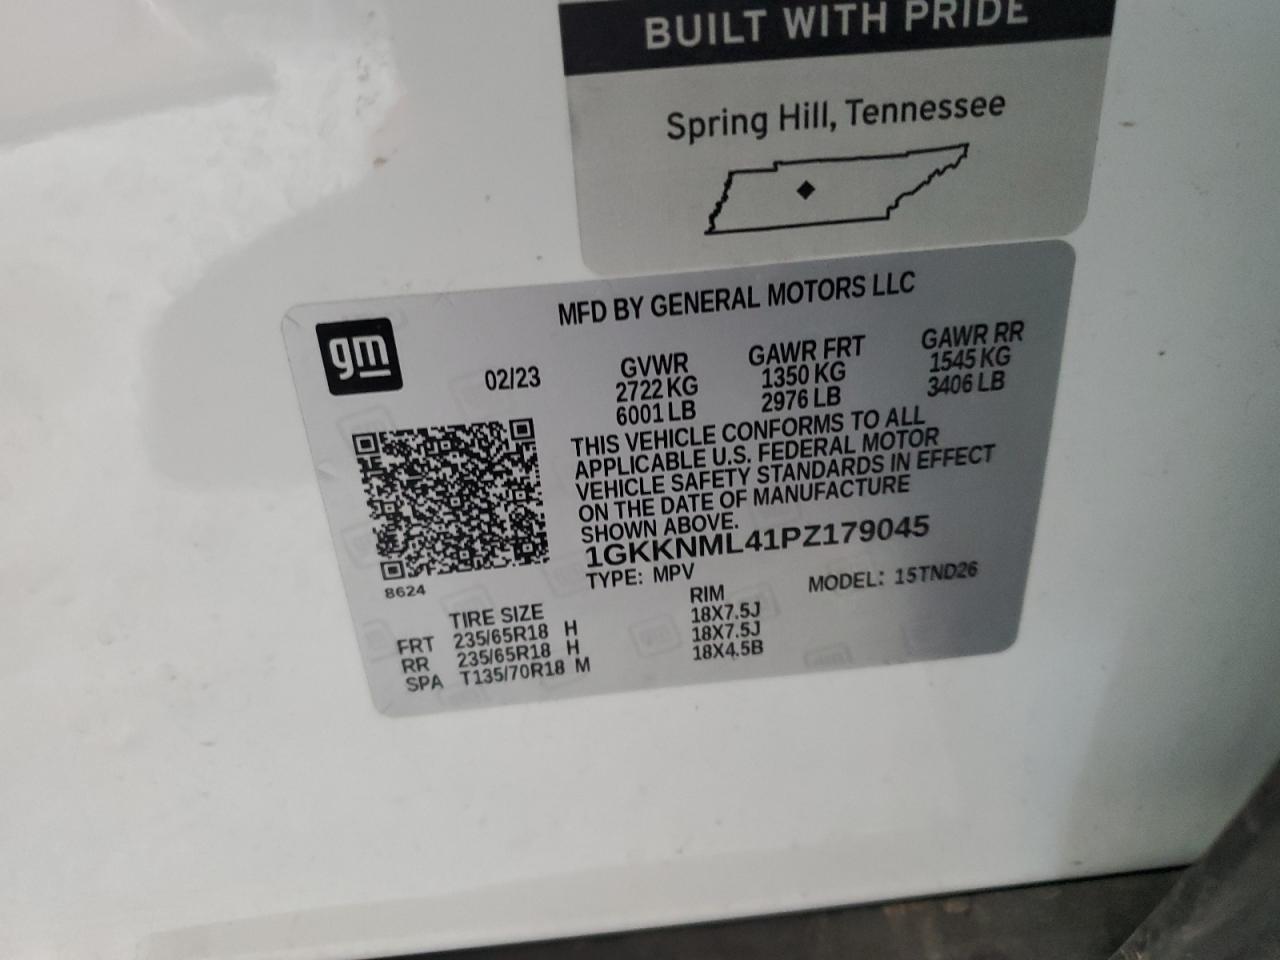 BUILT WITH PRIDE
Spring Hill, Tennessee
MFD BY GENERAL MOTORS LLC
gm
02/23
GVWR
2722 KG
6001 LB
GAWR FRT
1350 KG
2976 LB
GAWR RR
1545 KG
3406 LB
THIS VEHICLE CONFORMS TO ALL
APPLICABLE U.S. FEDERAL MOTOR
VEHICLE SAFETY STANDARDS IN EFFECT
ON THE DATE OF MANUFACTURE
SHOWN ABOVE.
1GKKNML41PZ179045
TYPE: MPV MODEL: 15TND26
8624
TIRE SIZE RIM
FRT 235/65R18 H 18X7.5J
RR 235/65R18 H 18X7.5J
SPA T135/70R18 M 18X4.5B